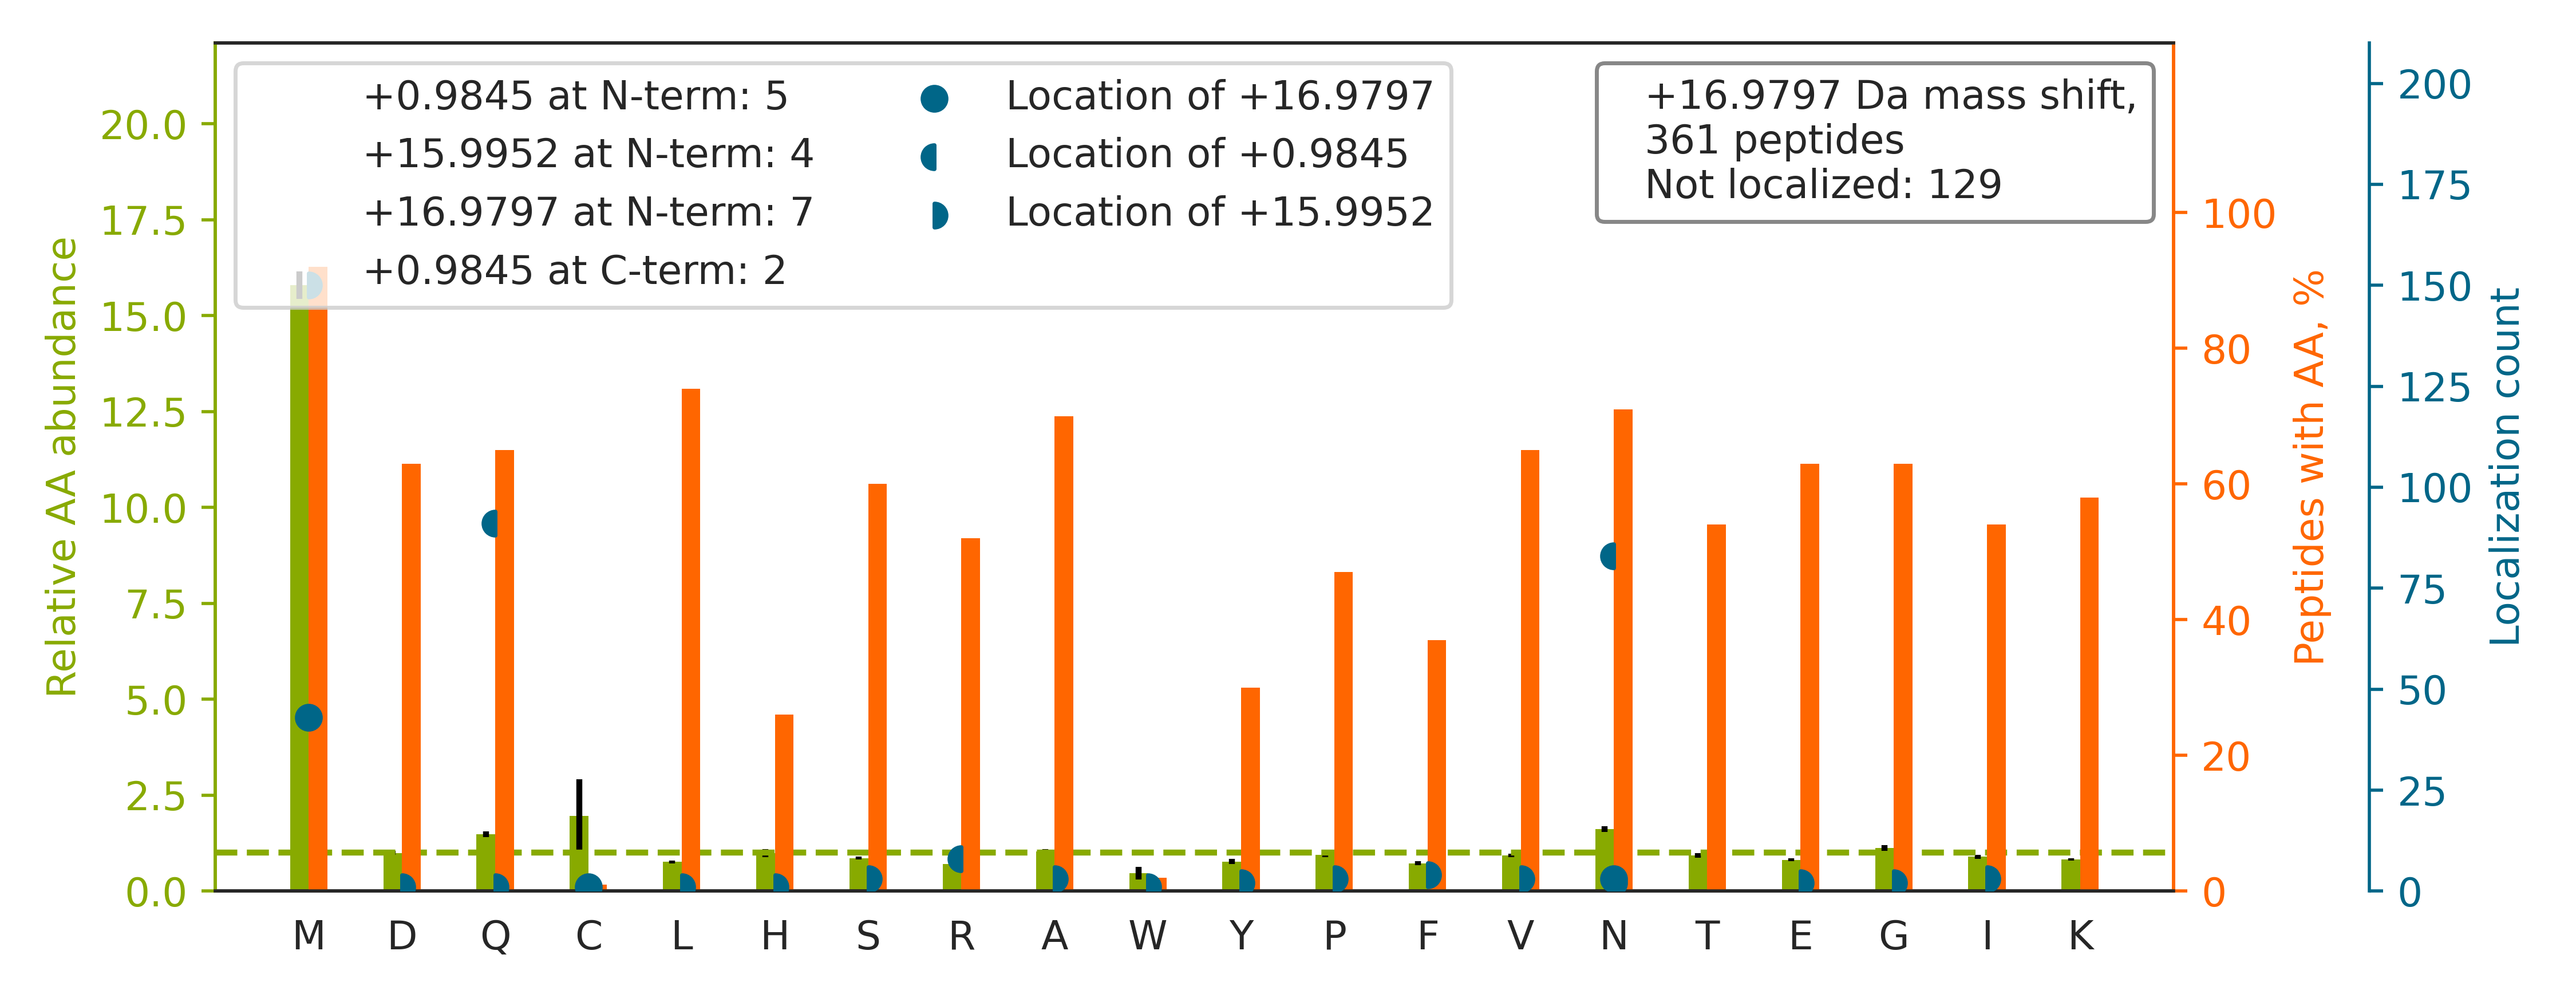 +0.9845 at N-term: 5
+15.9952 at N-term: 4
+16.9797 at N-term: 7
+0.9845 at C-term: 2
Location of +16.9797
Location of +0.9845
Location of +15.9952
+16.9797 Da mass shift,
361 peptides
Not localized: 129
Relative AA abundance
20.0
17.5
15.0
12.5
10.0
7.5
5.0
2.5
0.0
M D Q C L H S R A W Y P F V N T E G I K
100
80
60
40
20
0
Peptides with AA, %
200
175
150
125
100
75
50
25
0
Localization count